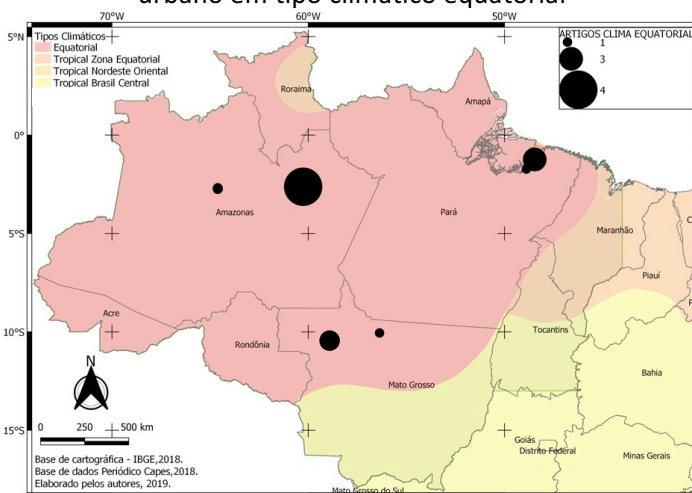 urbano em tipo climático equatorial
70°W
60°W
50°W
5°N
0°
5°S
10°S
15°S
Tipos Climáticos
Equatorial
Tropical Zona Equatorial
Tropical Nordeste Oriental
Tropical Brasil Central
ARTIGOS CLIMA EQUATORIAL
1
3
4
Roraima
Amapá
Amazonas
Pará
Maranhão
Piauí
Acre
Rondônia
Tocantins
Mato Grosso
Bahia
Goiás
Distrito Federal
Minas Gerais
Mato Grosso do Sul
N
0 250 500 km
Base de cartográfica - IBGE,2018.
Base de dados Periódico Capes,2018.
Elaborado pelos autores, 2019.